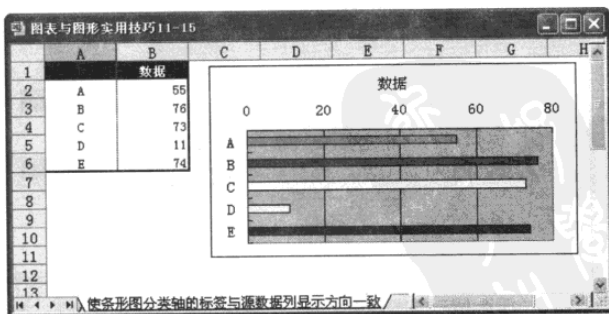 图表与图形实用技巧11-15
A B C D E F G H
1 数据
2 A 55
3 B 76
4 C 73
5 D 11
6 E 74
7
8
9
10
11
12
13
数据
0 20 40 60 80
A
B
C
D
E
使条形图分类轴的标签与源数据列显示方向一致